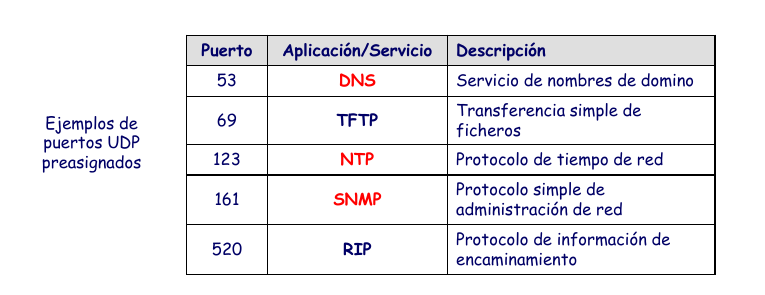 Ejemplos de
puertos UDP
preasignados
Puerto Aplicación/Servicio Descripción
53 DNS Servicio de nombres de domino
69 TFTP Transferencia simple de
ficheros
123 NTP Protocolo de tiempo de red
161 SNMP Protocolo simple de
administración de red
520 RIP Protocolo de información de
encaminamiento